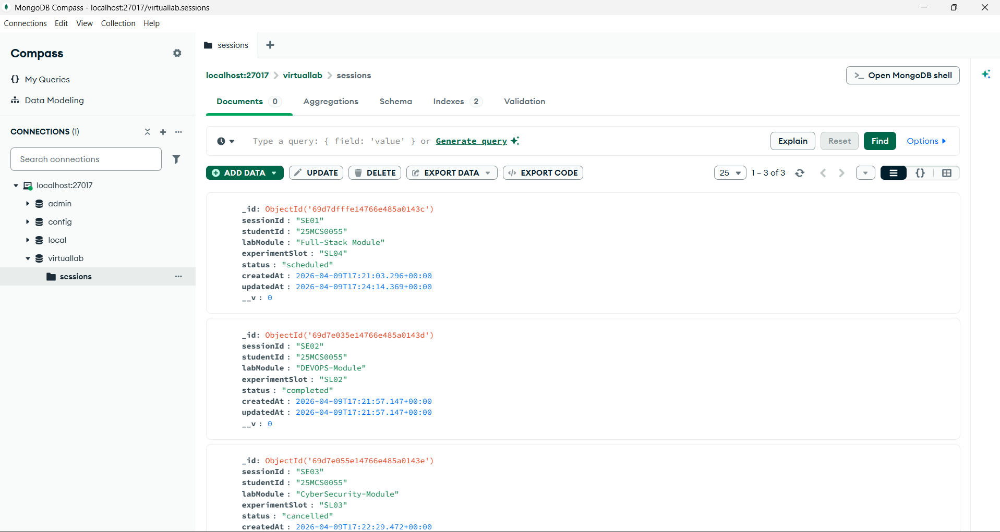 MongoDB Compass - localhost:27017/virtuallab.sessions
Connections Edit View Collection Help
Compass
My Queries
Data Modeling
CONNECTIONS (1)
Search connections
localhost:27017
admin
config
local
virtuallab
sessions
sessions
localhost:27017 > virtuallab > sessions
>_ Open MongoDB shell
Documents 0 Aggregations Schema Indexes 2 Validation
Type a query: { field: 'value' } or Generate query
Explain Reset Find Options
ADD DATA UPDATE DELETE EXPORT DATA EXPORT CODE
25 1 – 3 of 3
_id: ObjectId('69d7dfffe14766e485a0143c')
sessionId : "SE01"
studentId : "25MCS0055"
labModule : "Full-Stack Module"
experimentSlot : "SL04"
status : "scheduled"
createdAt : 2026-04-09T17:21:03.296+00:00
updatedAt : 2026-04-09T17:24:14.369+00:00
__v : 0
_id: ObjectId('69d7e035e14766e485a0143d')
sessionId : "SE02"
studentId : "25MCS0055"
labModule : "DEVOPS-Module"
experimentSlot : "SL02"
status : "completed"
createdAt : 2026-04-09T17:21:57.147+00:00
updatedAt : 2026-04-09T17:21:57.147+00:00
__v : 0
_id: ObjectId('69d7e055e14766e485a0143e')
sessionId : "SE03"
studentId : "25MCS0055"
labModule : "CyberSecurity-Module"
experimentSlot : "SL03"
status : "cancelled"
createdAt : 2026-04-09T17:22:29.472+00:00